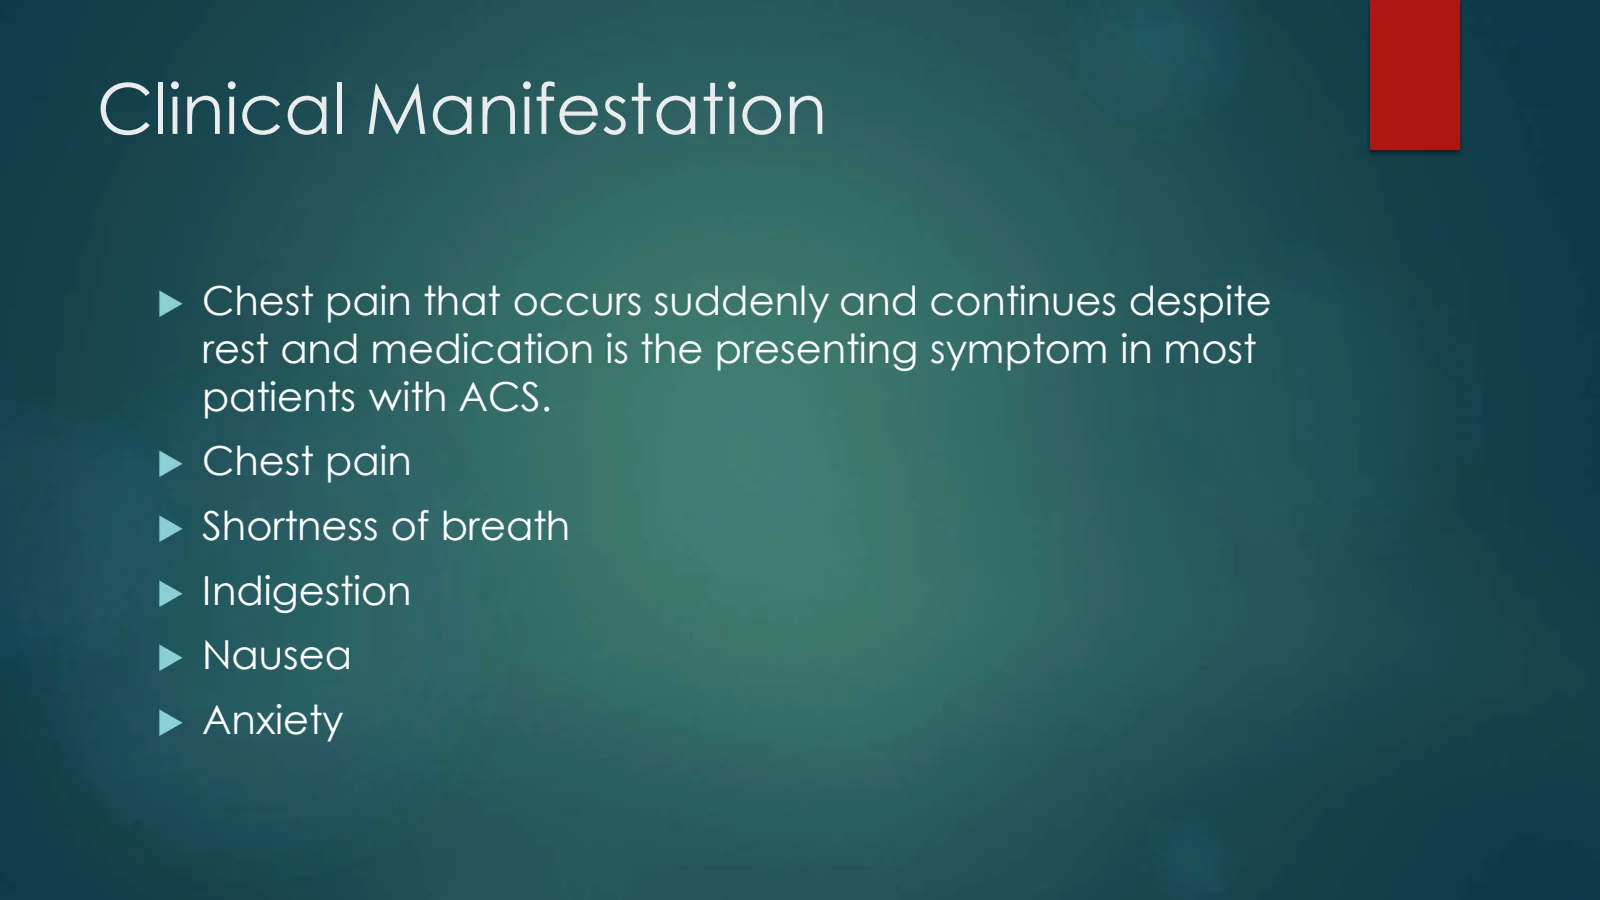 Clinical Manifestation
Chest pain that occurs suddenly and continues despite
rest and medication is the presenting symptom in most
patients with ACS.
Chest pain
Shortness of breath
Indigestion
Nausea
Anxiety